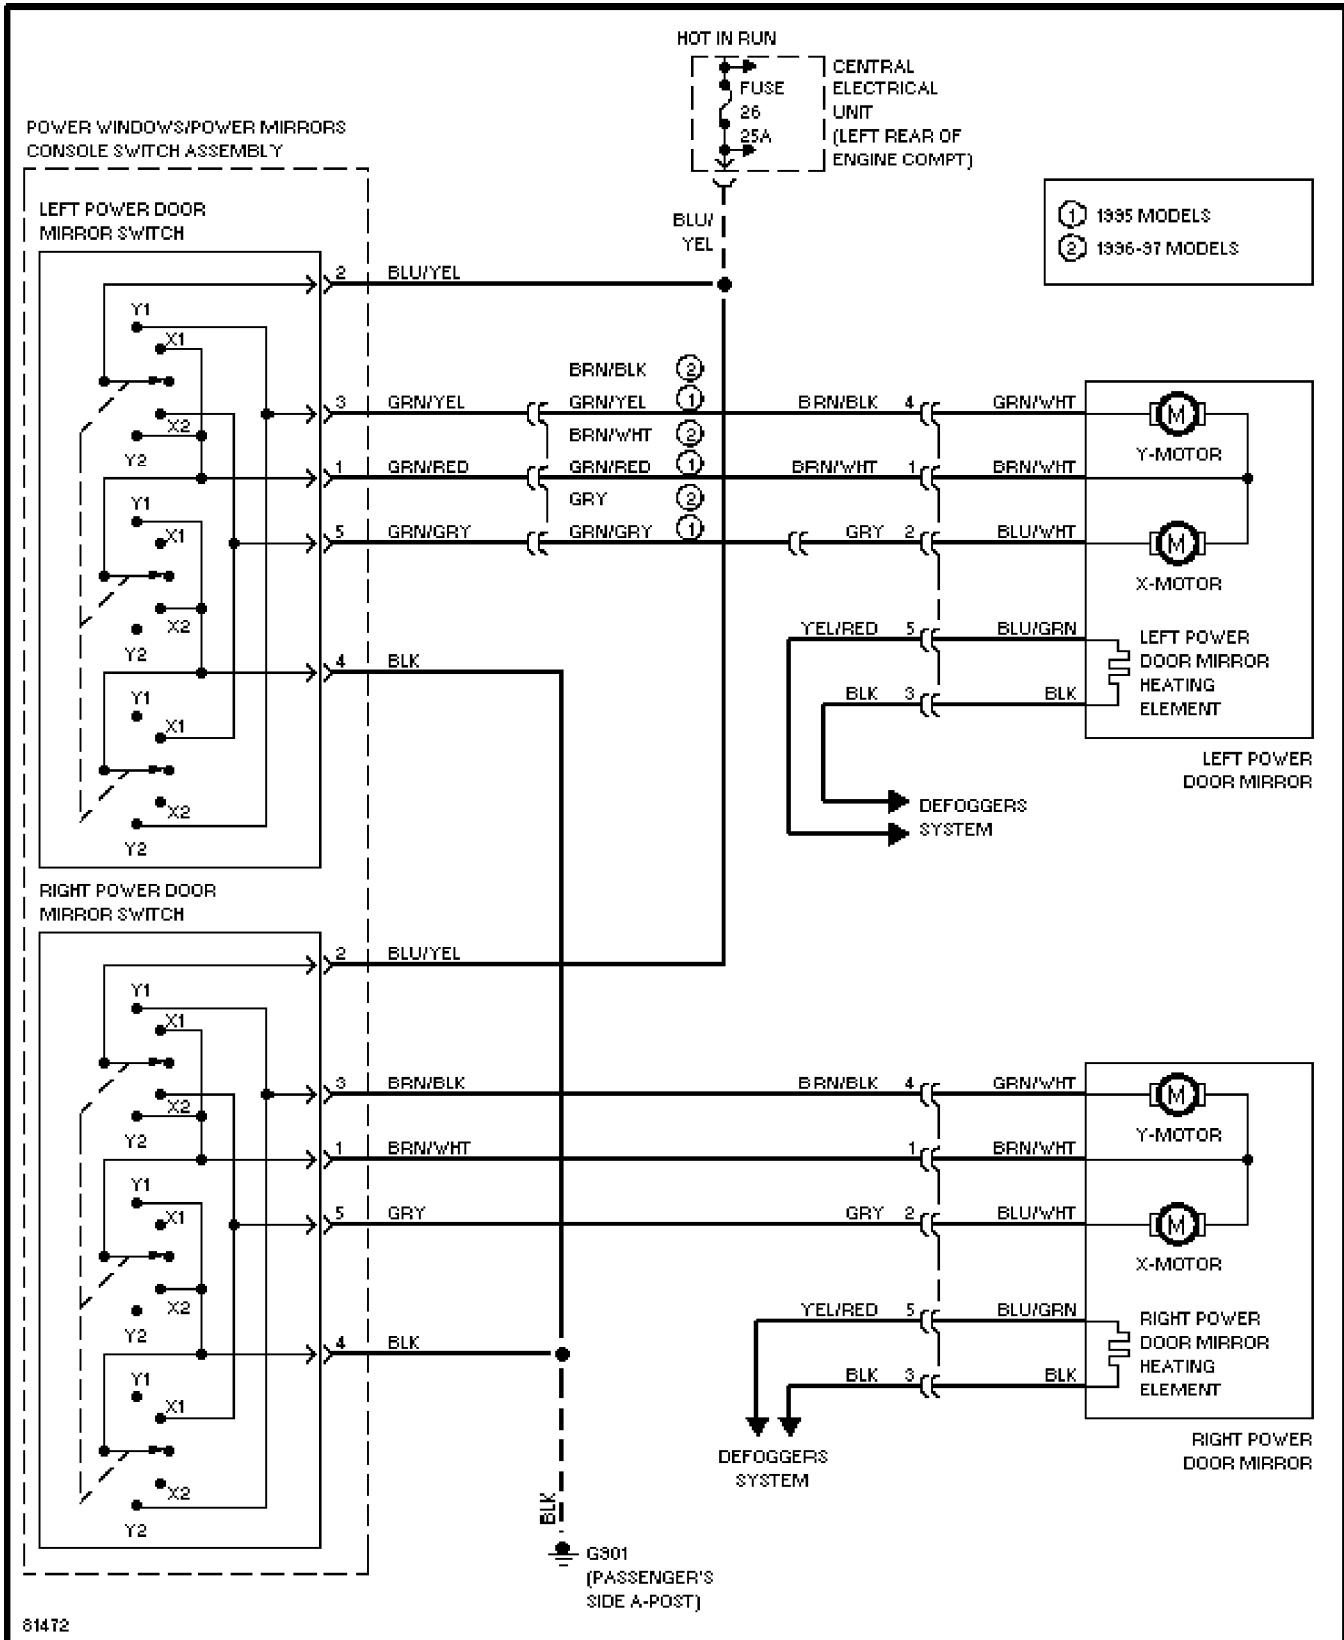 HOT IN RUN
FUSE
26
25A
CENTRAL
ELECTRICAL
UNIT
(LEFT REAR OF
ENGINE COMPT)
POWER WINDOWS/POWER MIRRORS
CONSOLE SWITCH ASSEMBLY
1 1995 MODELS
2 1996-97 MODELS
LEFT POWER DOOR
MIRROR SWITCH
BLU/
YEL
2 BLU/YEL
Y1
X1
X2
Y2
BRN/BLK 2
3 GRN/YEL GRN/YEL 1 BRN/BLK 4 GRN/WHT
BRN/WHT 2
1 GRN/RED GRN/RED 1 BRN/WHT 1 BRN/WHT
GRY 2
5 GRN/GRY GRN/GRY 1 GRY 2 BLU/WHT
M
Y-MOTOR
M
X-MOTOR
Y1
X1
X2
Y2
YEL/RED 5 BLU/GRN
BLK 3 BLK
LEFT POWER
DOOR MIRROR
HEATING
ELEMENT
4 BLK
Y1
X1
X2
Y2
LEFT POWER
DOOR MIRROR
DEFOGGERS
SYSTEM
RIGHT POWER DOOR
MIRROR SWITCH
2 BLU/YEL
Y1
X1
X2
Y2
3 BRN/BLK BRN/BLK 4 GRN/WHT
1 BRN/WHT 1 BRN/WHT
5 GRY GRY 2 BLU/WHT
M
Y-MOTOR
M
X-MOTOR
Y1
X1
X2
Y2
YEL/RED 5 BLU/GRN
BLK 3 BLK
RIGHT POWER
DOOR MIRROR
HEATING
ELEMENT
4 BLK
Y1
X1
X2
Y2
RIGHT POWER
DOOR MIRROR
DEFOGGERS
SYSTEM
BLK
G301
(PASSENGER'S
SIDE A-POST)
81472